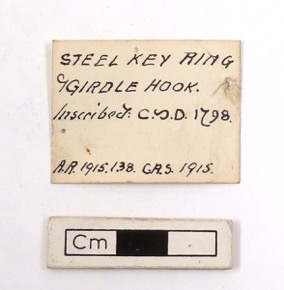 STEEL KEY RING
& GIRDLE HOOK.
Inscribed: C.S.D. 1798.
A.R. 1915.138. G.R.S. 1915.
Cm